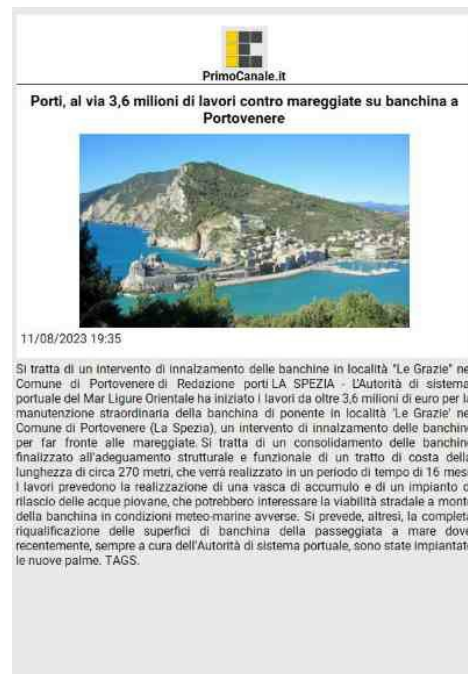 PrimoCanale.it
Porti, al via 3,6 milioni di lavori contro mareggiate su banchina a
Portovenere
11/08/2023 19:35
Si tratta di un intervento di innalzamento delle banchine in località "Le Grazie" ne
Comune di Portovenere di Redazione porti LA SPEZIA - L'Autorità di sistema
portuale del Mar Ligure Orientale ha iniziato i lavori da oltre 3,6 milioni di euro per la
manutenzione straordinaria della banchina di ponente in località 'Le Grazie' ne
Comune di Portovenere (La Spezia), un intervento di innalzamento delle banchine
per far fronte alle mareggiate. Si tratta di un consolidamento delle banchine
finalizzato all'adeguamento strutturale e funzionale di un tratto di costa della
lunghezza di circa 270 metri, che verrà realizzato in un periodo di tempo di 16 mesi
I lavori prevedono la realizzazione di una vasca di accumulo e di un impianto d
rilascio delle acque piovane, che potrebbero interessare la viabilità stradale a monte
della banchina in condizioni meteo-marine avverse. Si prevede, altresì, la completa
riqualificazione delle superfici di banchina della passeggiata a mare dove
recentemente, sempre a cura dell'Autorità di sistema portuale, sono state impiantate
le nuove palme. TAGS.